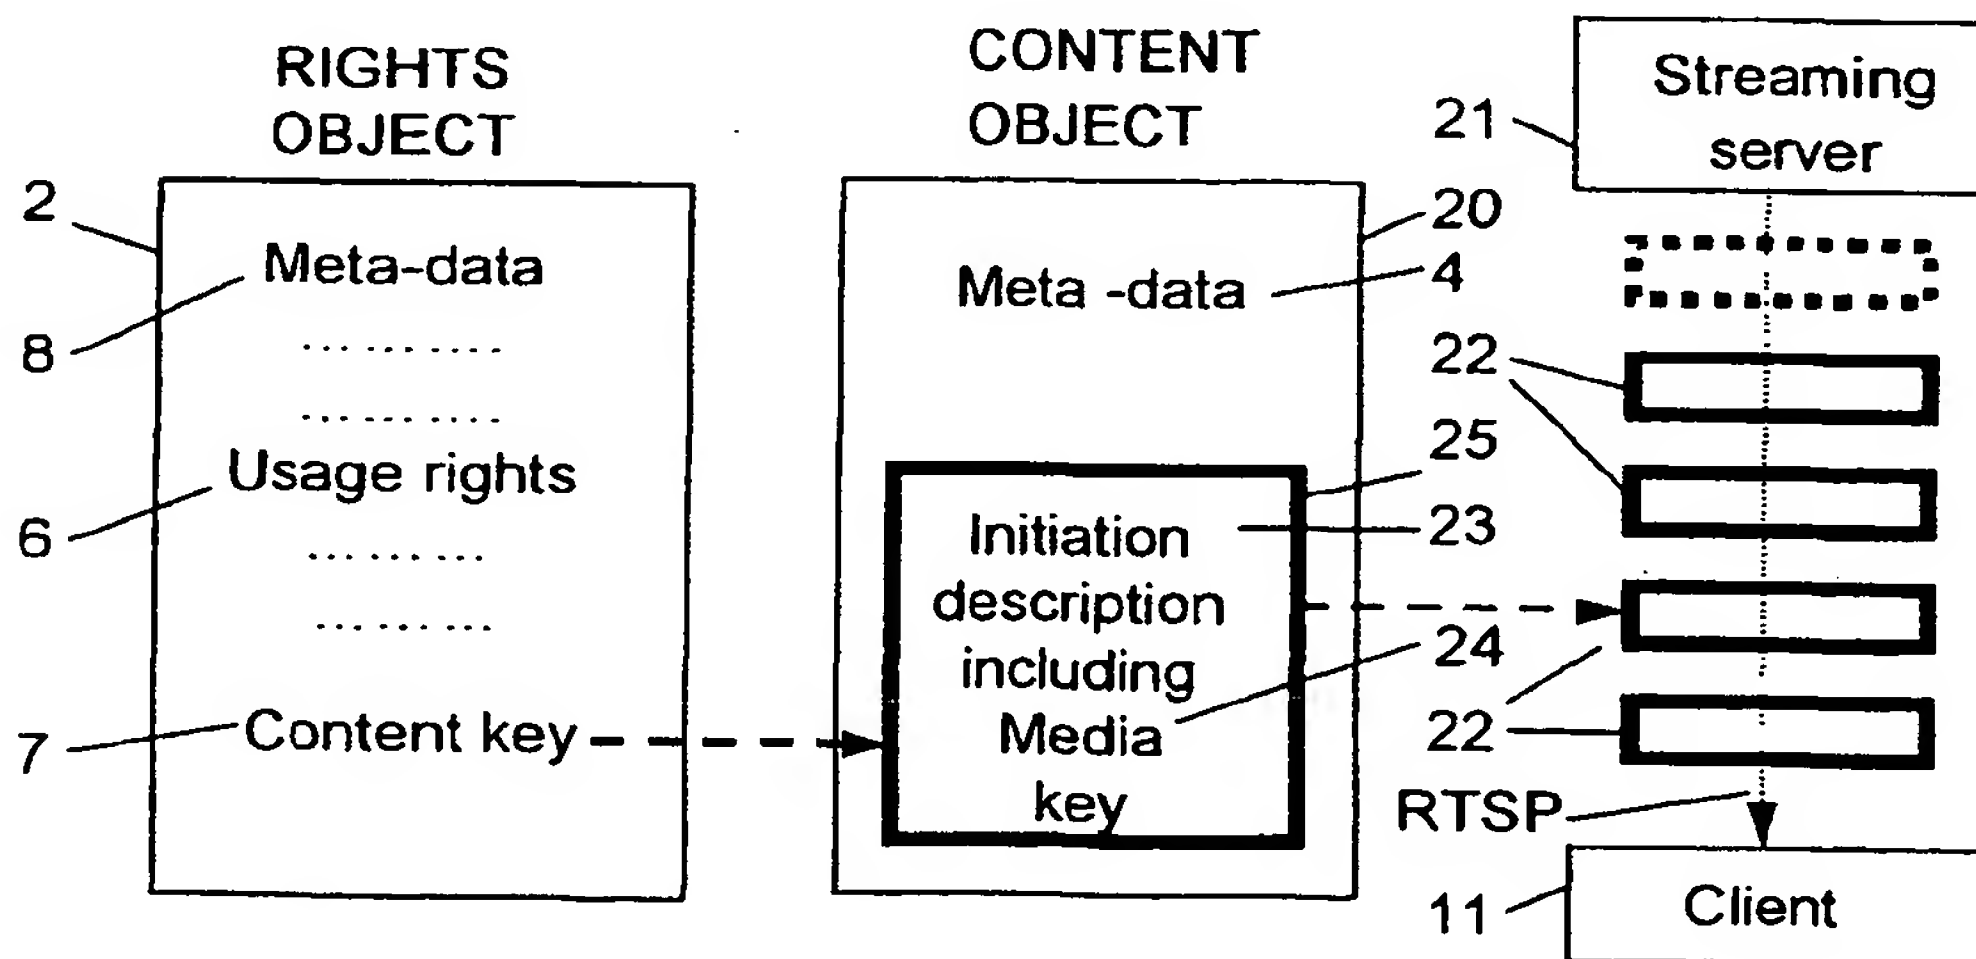 RIGHTS
OBJECT
2
Meta-data
8
..........
..........
Usage rights
6
.........
.........
7
Content key
CONTENT
OBJECT
20
Meta -data
4
25
23
Initiation
description
including
Media
key
24
21
Streaming
server
22
22
RTSP
11
Client